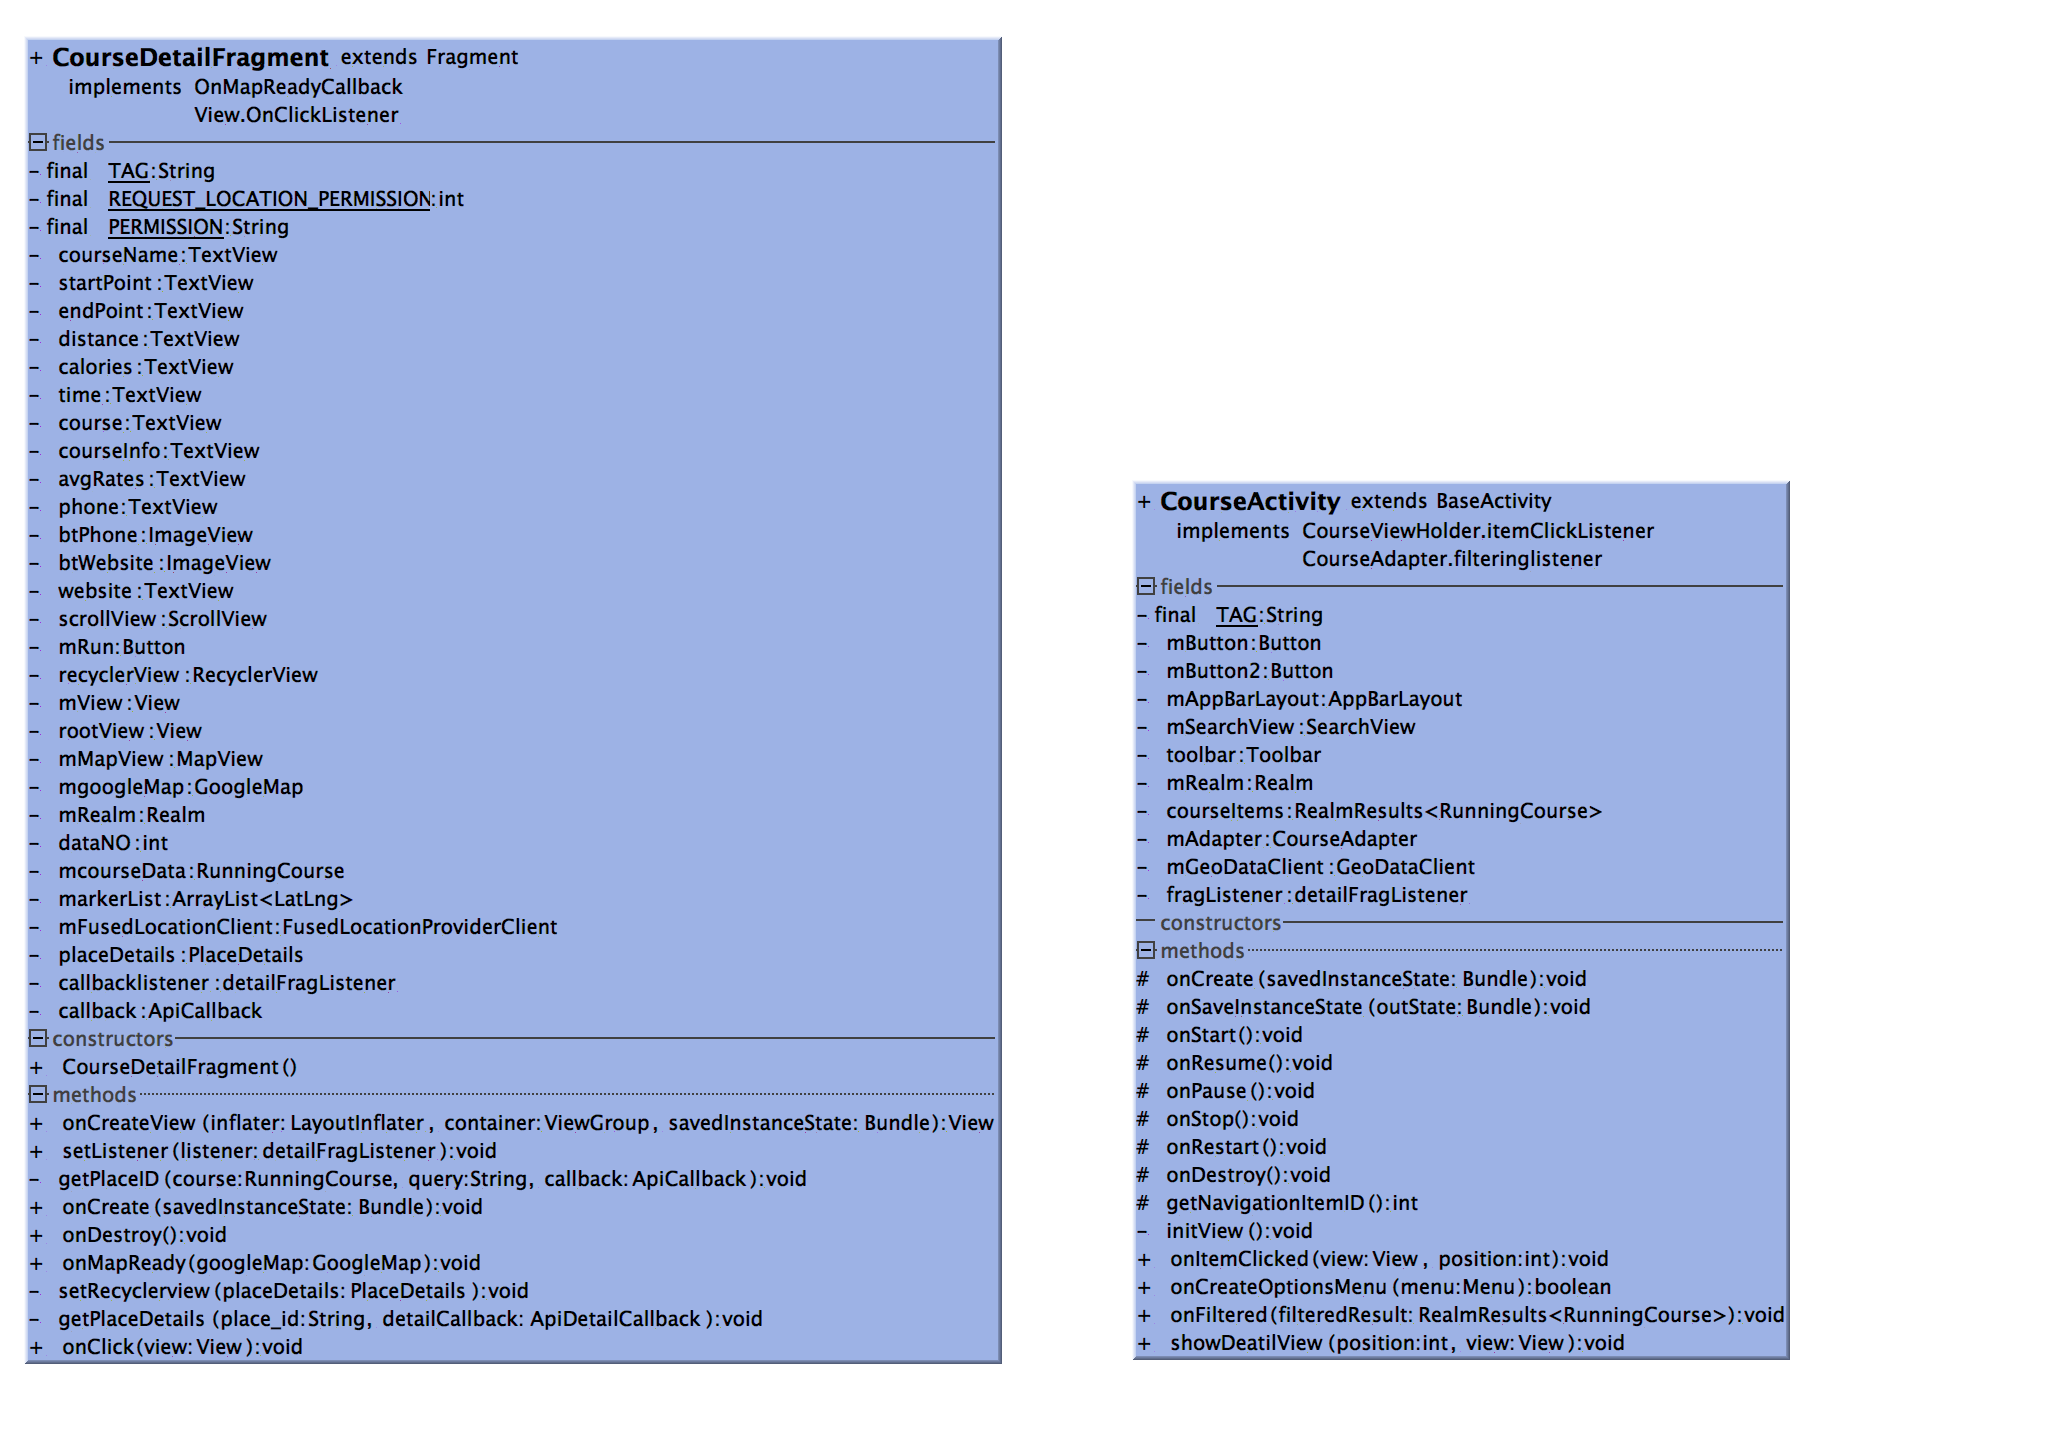 + CourseDetailFragment extends Fragment
implements OnMapReadyCallback
View.OnClickListener
fields
- final TAG:String
- final REQUEST_LOCATION_PERMISSION:int
- final PERMISSION:String
- courseName:TextView
- startPoint:TextView
- endPoint:TextView
- distance:TextView
- calories:TextView
- time:TextView
- course:TextView
- courseInfo:TextView
- avgRates:TextView
- phone:TextView
- btPhone:ImageView
- btWebsite:ImageView
- website:TextView
- scrollView:ScrollView
- mRun:Button
- recyclerView:RecyclerView
- mView:View
- rootView:View
- mMapView:MapView
- mgoogleMap:GoogleMap
- mRealm:Realm
- dataNO:int
- mcourseData:RunningCourse
- markerList:ArrayList<LatLng>
- mFusedLocationClient:FusedLocationProviderClient
- placeDetails:PlaceDetails
- callbacklistener:detailFragListener
- callback:ApiCallback
constructors
+ CourseDetailFragment()
methods
+ onCreateView(inflater: LayoutInflater, container: ViewGroup, savedInstanceState: Bundle):View
+ setListener(listener: detailFragListener):void
- getPlaceID(course:RunningCourse, query:String, callback: ApiCallback):void
+ onCreate(savedInstanceState: Bundle):void
+ onDestroy():void
+ onMapReady(googleMap:GoogleMap):void
- setRecyclerview(placeDetails: PlaceDetails):void
- getPlaceDetails(place_id:String, detailCallback: ApiDetailCallback):void
+ onClick(view: View):void
+ CourseActivity extends BaseActivity
implements CourseViewHolder.itemClickListener
CourseAdapter.filteringlistener
fields
- final TAG:String
- mButton:Button
- mButton2:Button
- mAppBarLayout:AppBarLayout
- mSearchView:SearchView
- toolbar:Toolbar
- mRealm:Realm
- courseItems:RealmResults<RunningCourse>
- mAdapter:CourseAdapter
- mGeoDataClient:GeoDataClient
- fragListener:detailFragListener
constructors
methods
# onCreate(savedInstanceState: Bundle):void
# onSaveInstanceState(outState: Bundle):void
# onStart():void
# onResume():void
# onPause():void
# onStop():void
# onRestart():void
# onDestroy():void
# getNavigationItemID():int
- initView():void
+ onItemClicked(view: View, position:int):void
+ onCreateOptionsMenu(menu:Menu):boolean
+ onFiltered(filteredResult: RealmResults<RunningCourse>):void
+ showDeatilView(position:int, view: View):void